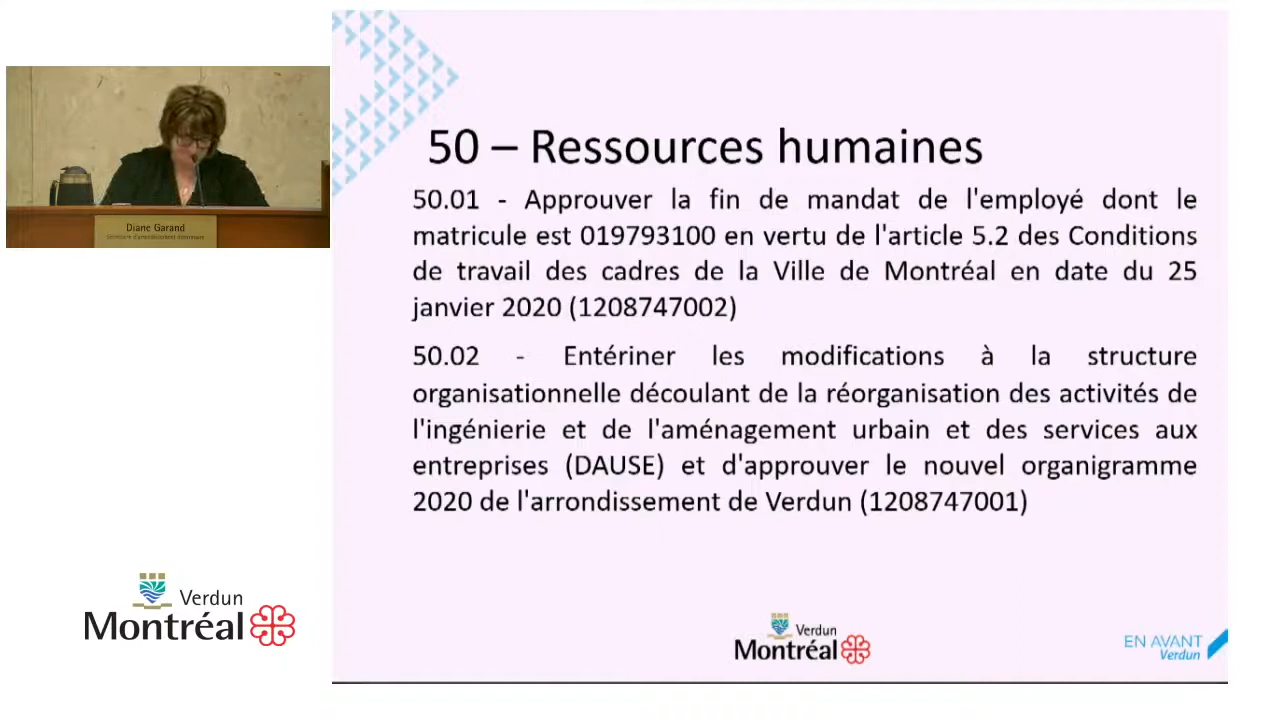 50 – Ressources humaines
50.01 - Approuver la fin de mandat de l'employé dont le
matricule est 019793100 en vertu de l'article 5.2 des Conditions
de travail des cadres de la Ville de Montréal en date du 25
janvier 2020 (1208747002)
50.02 - Entériner les modifications à la structure
organisationnelle découlant de la réorganisation des activités de
l'ingénierie et de l'aménagement urbain et des services aux
entreprises (DAUSE) et d'approuver le nouvel organigramme
2020 de l'arrondissement de Verdun (1208747001)
Diane Garand
Verdun
Montréal
Verdun
Montréal
EN AVANT
Verdun